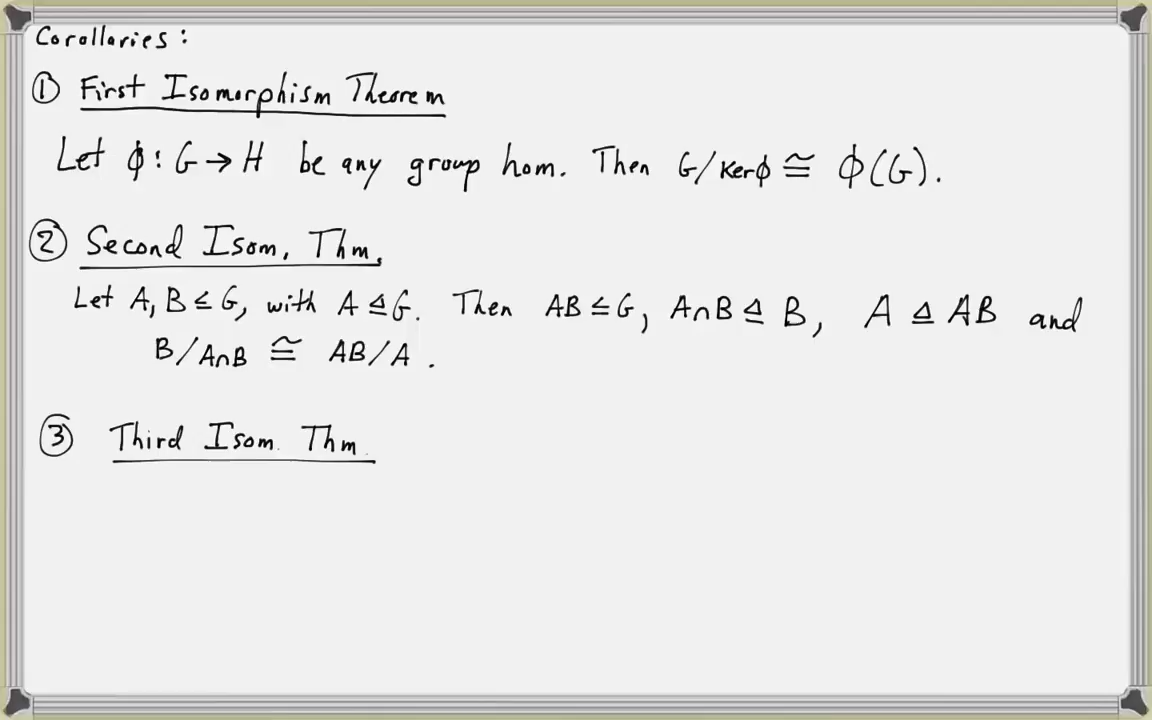 Corollaries:
① First Isomorphism Theorem
Let ϕ: G → H be any group hom. Then G/Kerϕ ≅ ϕ(G).
② Second Isom. Thm.
Let A, B ≤ G, with A ⊴ G. Then AB ≤ G, A∩B ⊴ B, A ⊴ AB and
B/A∩B ≅ AB/A.
③ Third Isom. Thm.